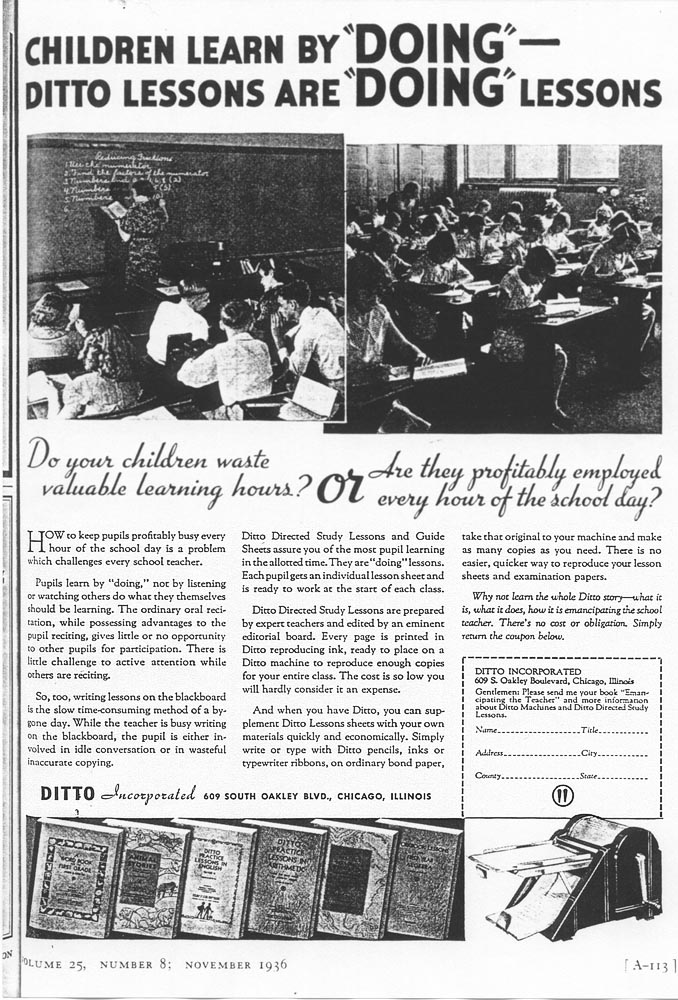 CHILDREN LEARN BY "DOING"—
DITTO LESSONS ARE "DOING" LESSONS
Reducing Fractions
1. Use the numerator
2. Find the factors of the numerator
3. Numbers
4. Numbers
5. Numbers
6.
Do your children waste
valuable learning hours?
or
Are they profitably employed
every hour of the school day?
HOW to keep pupils profitably busy every
hour of the school day is a problem
which challenges every school teacher.
Pupils learn by "doing," not by listening
or watching others do what they themselves
should be learning. The ordinary oral reci-
tation, while possessing advantages to the
pupil reciting, gives little or no opportunity
to other pupils for participation. There is
little challenge to active attention while
others are reciting.
So, too, writing lessons on the blackboard
is the slow time-consuming method of a by-
gone day. While the teacher is busy writing
on the blackboard, the pupil is either in-
volved in idle conversation or in wasteful
inaccurate copying.
Ditto Directed Study Lessons and Guide
Sheets assure you of the most pupil learning
in the allotted time. They are "doing" lessons.
Each pupil gets an individual lesson sheet and
is ready to work at the start of each class.
Ditto Directed Study Lessons are prepared
by expert teachers and edited by an eminent
editorial board. Every page is printed in
Ditto reproducing ink, ready to place on a
Ditto machine to reproduce enough copies
for your entire class. The cost is so low you
will hardly consider it an expense.
And when you have Ditto, you can sup-
plement Ditto Lessons sheets with your own
materials quickly and economically. Simply
write or type with Ditto pencils, inks or
typewriter ribbons, on ordinary bond paper,
take that original to your machine and make
as many copies as you need. There is no
easier, quicker way to reproduce your lesson
sheets and examination papers.
Why not learn the whole Ditto story—what it
is, what it does, how it is emancipating the school
teacher. There's no cost or obligation. Simply
return the coupon below.
DITTO INCORPORATED
609 S. Oakley Boulevard, Chicago, Illinois
Gentlemen: Please send me your book "Eman-
cipating the Teacher" and more information
about Ditto Machines and Ditto Directed Study
Lessons.
Name Title
Address City
County State
DITTO Incorporated 609 SOUTH OAKLEY BLVD., CHICAGO, ILLINOIS
WORK BOOK
FIRST GRADE
ANIMAL
STORIES
DITTO
PRACTICE
LESSONS IN
ENGLISH
DITTO
PRACTICE
LESSONS IN
ARITHMETIC
VOLUME 25, NUMBER 8; NOVEMBER 1936
[A-113]